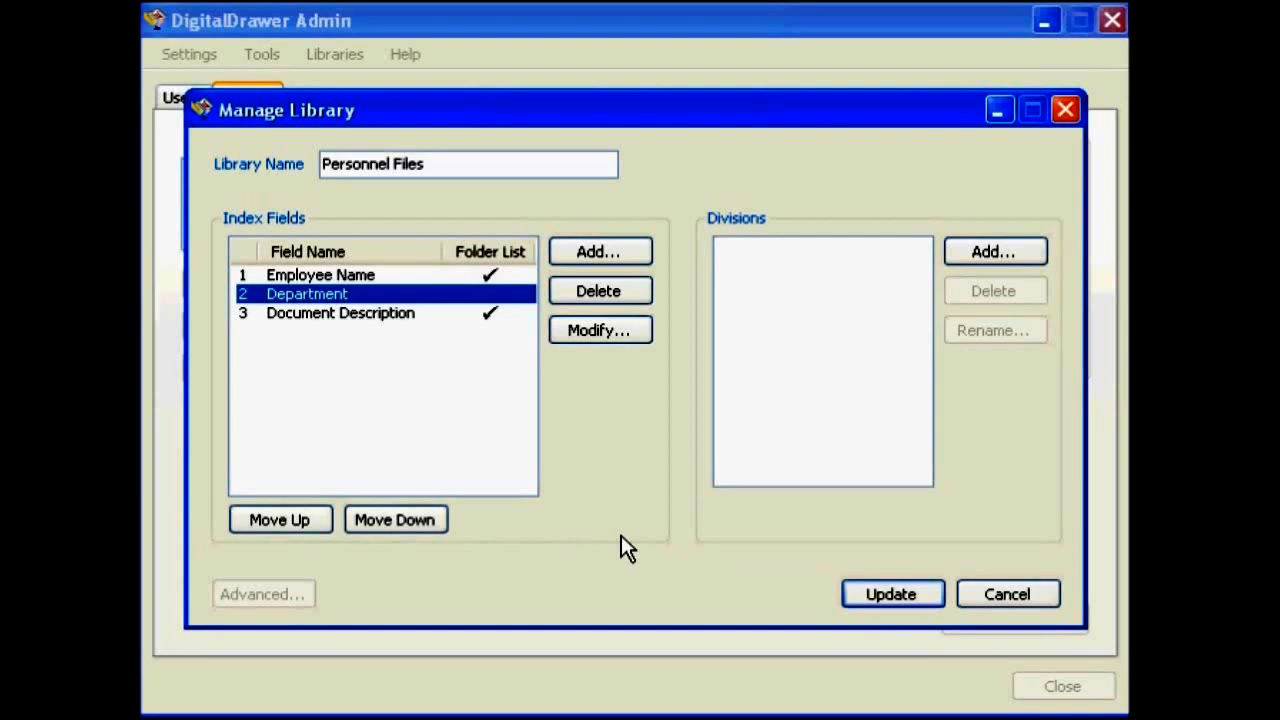 DigitalDrawer Admin
Settings Tools Libraries Help
Use
Manage Library
Library Name Personnel Files
Index Fields
Field Name Folder List
1 Employee Name ✓
2 Department
3 Document Description ✓
Add...
Delete
Modify...
Move Up Move Down
Divisions
Add...
Delete
Rename...
Advanced... Update Cancel
Close